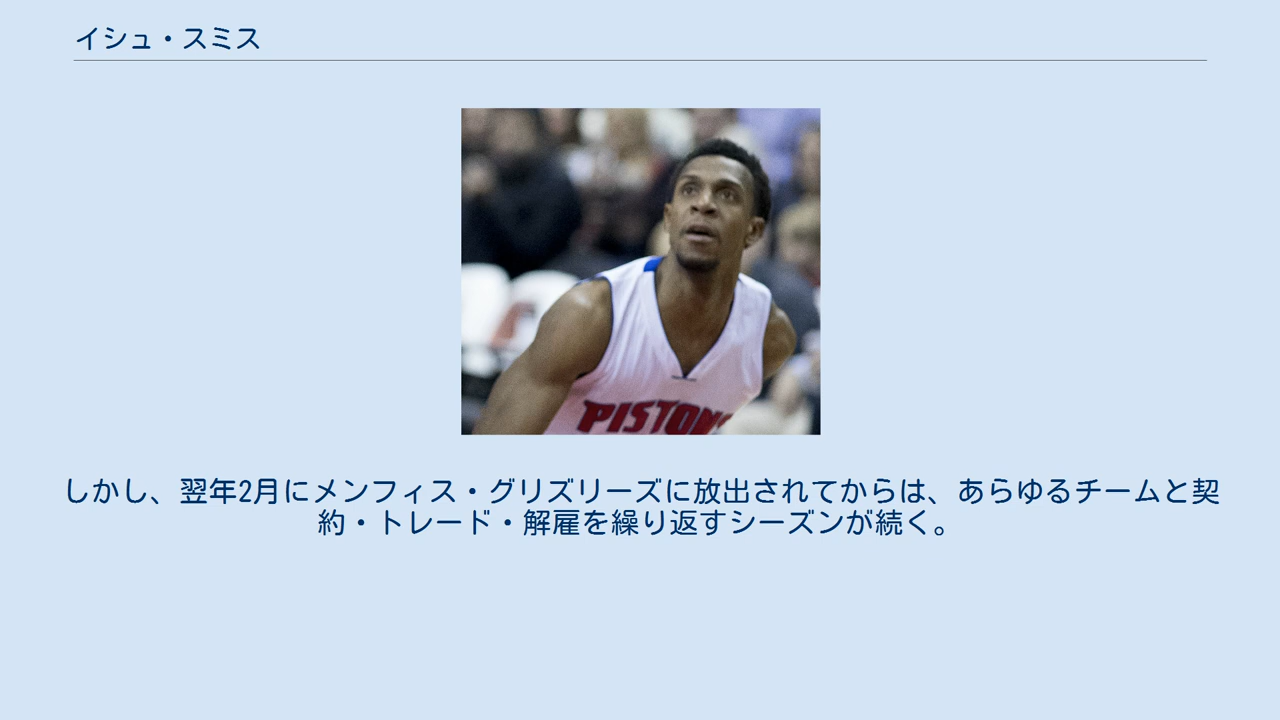 イシュ・スミス
PISTONS
しかし、翌年2月にメンフィス・グリズリーズに放出されてからは、あらゆるチームと契
約・トレード・解雇を繰り返すシーズンが続く。